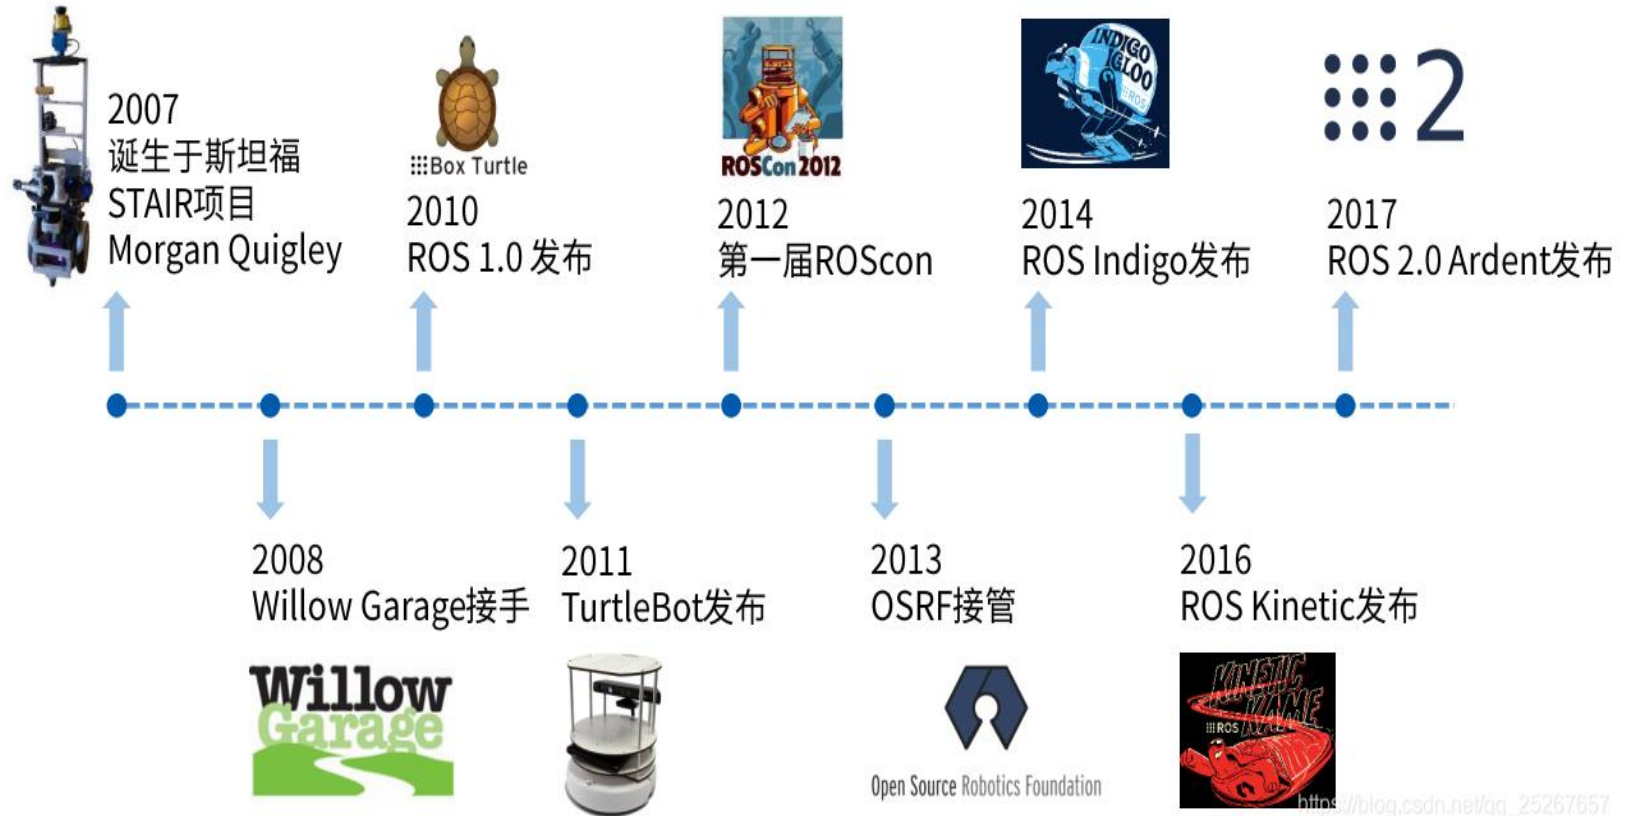 2007
诞生于斯坦福
STAIR项目
Morgan Quigley
Box Turtle
2010
ROS 1.0 发布
ROSCon 2012
2012
第一届ROScon
INDIGO
IGLOO
ROS
2014
ROS Indigo发布
2
2017
ROS 2.0 Ardent发布
2008
Willow Garage接手
Willow
Garage
2011
TurtleBot发布
2013
OSRF接管
Open Source Robotics Foundation
2016
ROS Kinetic发布
KINETIC
KAME
ROS
https://blog.csdn.net/qq_25267657